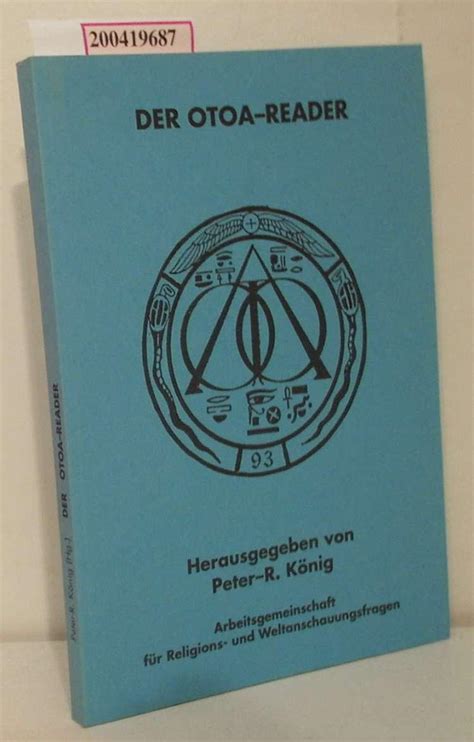 200419687
DER OTOA-READER
93
Herausgegeben von
Peter-R. König
Arbeitsgemeinschaft
für Religions- und Weltanschauungsfragen
Peter-R. König (Hg.) DER OTOA-READER